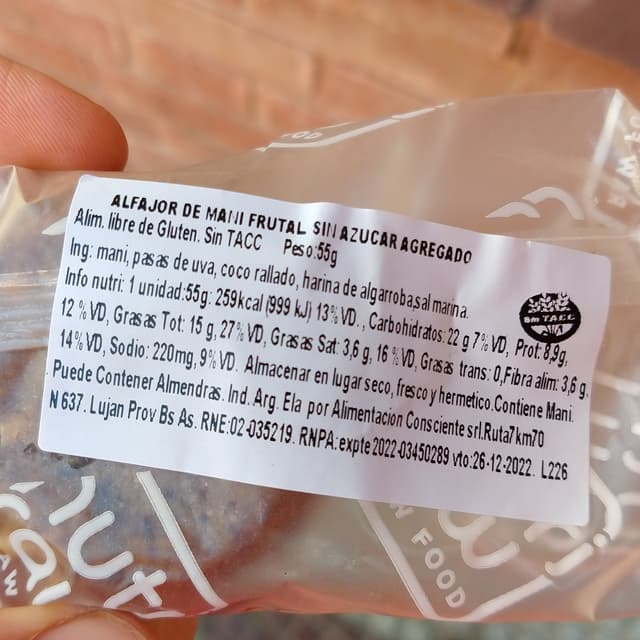 ALFAJOR DE MANI FRUTAL SIN AZUCAR AGREGADO
Alim. libre de Gluten. Sin TACC Peso:55g
Ing: mani, pasas de uva, coco rallado, harina de algarroba,sal marina.
Info nutri: 1 unidad:55g: 259kcal (999 kJ) 13% VD. , Carbohidratos: 22 g 7% VD, Prot: 8,9g,
12 % VD, Grasas Tot: 15 g, 27% VD, Grasas Sat: 3,6 g, 16 % VD, Grasas trans: 0,Fibra alim: 3,6 g,
14% VD, Sodio: 220mg, 9% VD. Almacenar en lugar seco, fresco y hermetico.Contiene Mani.
Puede Contener Almendras. Ind. Arg. Ela por Alimentacion Consciente srl.Ruta7 km70
N 637. Lujan Prov Bs As. RNE:02-035219. RNPA:expte 2022-03450289 vto:26-12-2022. L226
SIN TACC
FOOD